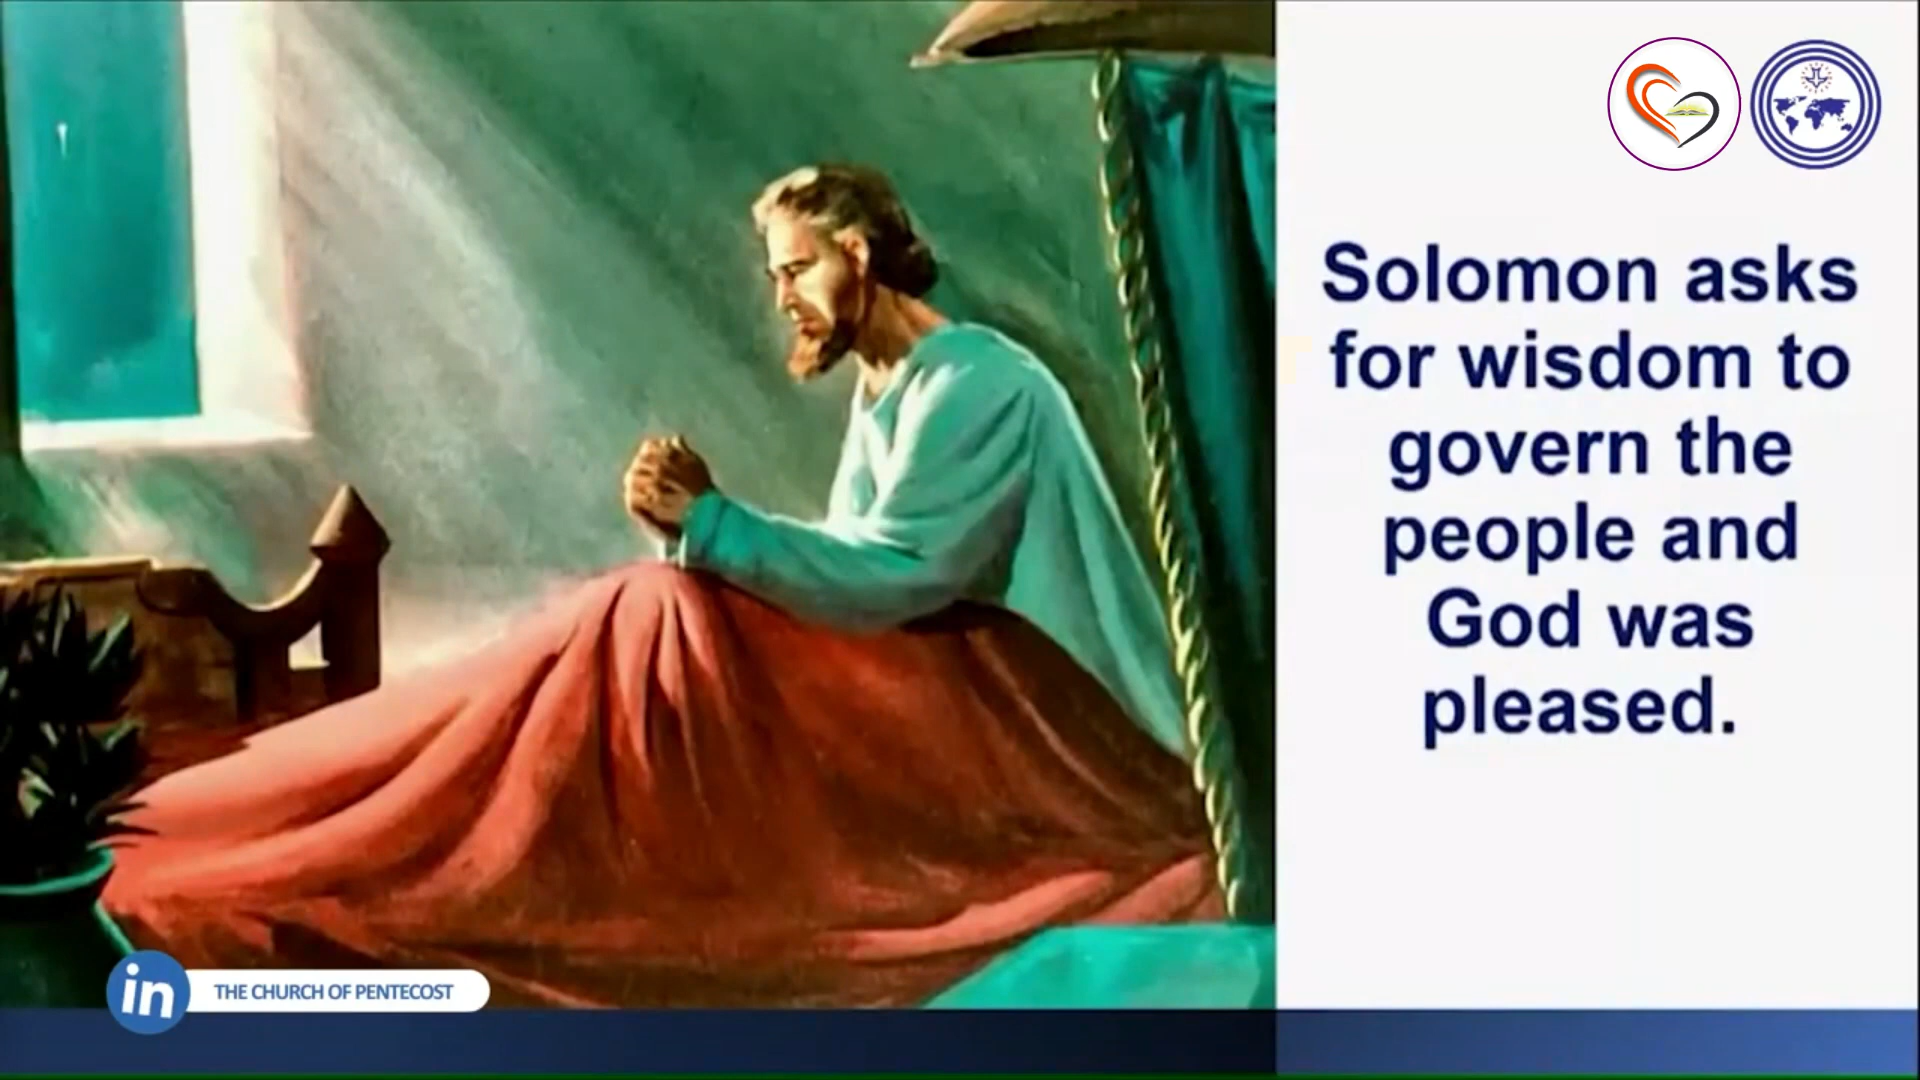 Solomon asks
for wisdom to
govern the
people and
God was
pleased.
in THE CHURCH OF PENTECOST